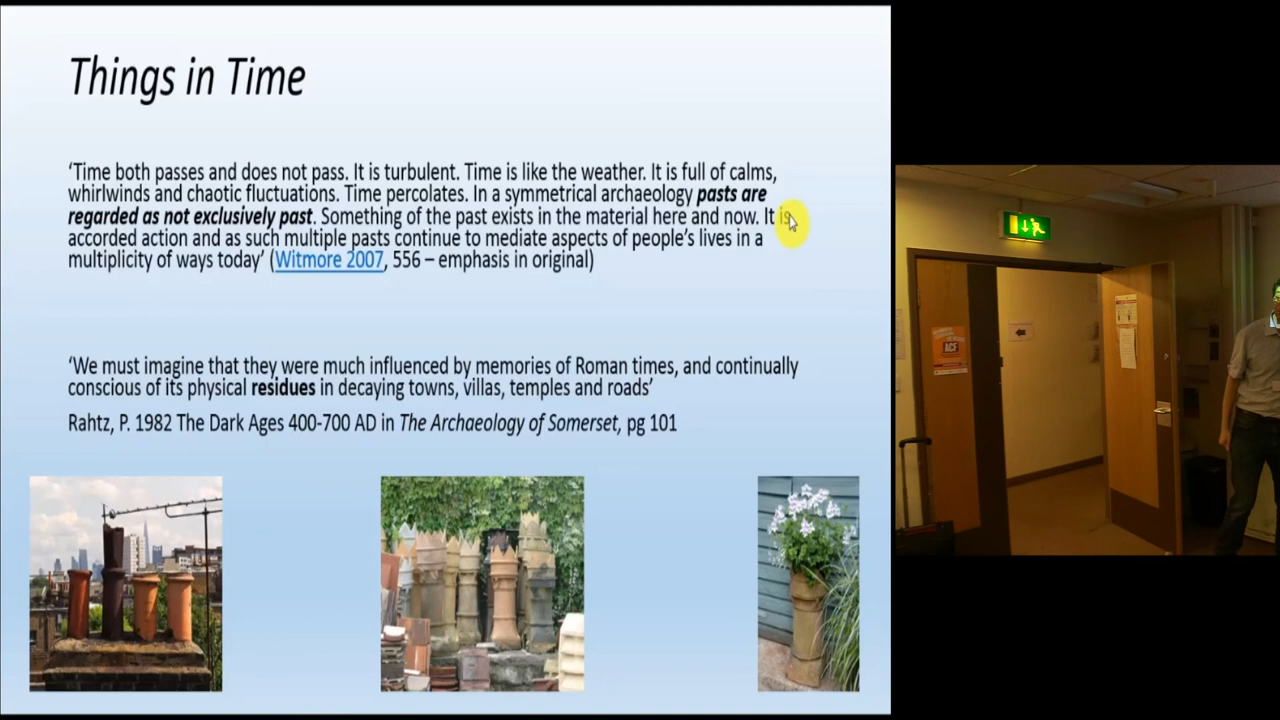 Things in Time
‘Time both passes and does not pass. It is turbulent. Time is like the weather. It is full of calms,
whirlwinds and chaotic fluctuations. Time percolates. In a symmetrical archaeology pasts are
regarded as not exclusively past. Something of the past exists in the material here and now. It is
accorded action and as such multiple pasts continue to mediate aspects of people’s lives in a
multiplicity of ways today’ (Witmore 2007, 556 – emphasis in original)
‘We must imagine that they were much influenced by memories of Roman times, and continually
conscious of its physical residues in decaying towns, villas, temples and roads’
Rahtz, P. 1982 The Dark Ages 400-700 AD in The Archaeology of Somerset, pg 101
ACF